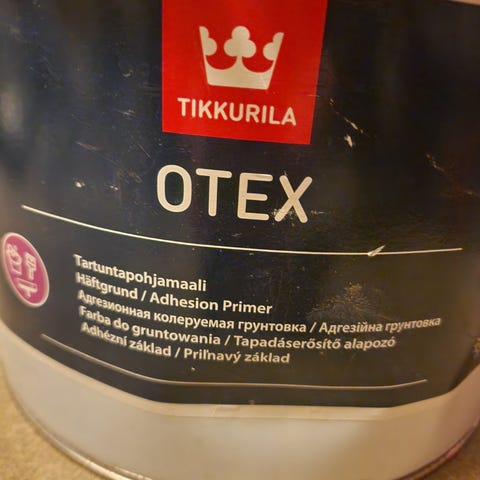 TIKKURILA
OTEX
Tartuntapohjamaali
Häftgrund / Adhesion Primer
Адгезионная колеруемая грунтовка / Адгезійна грунтовка
Farba do gruntowania / Tapadáserősítő alapozó
Adhézní základ / Priľnavý základ